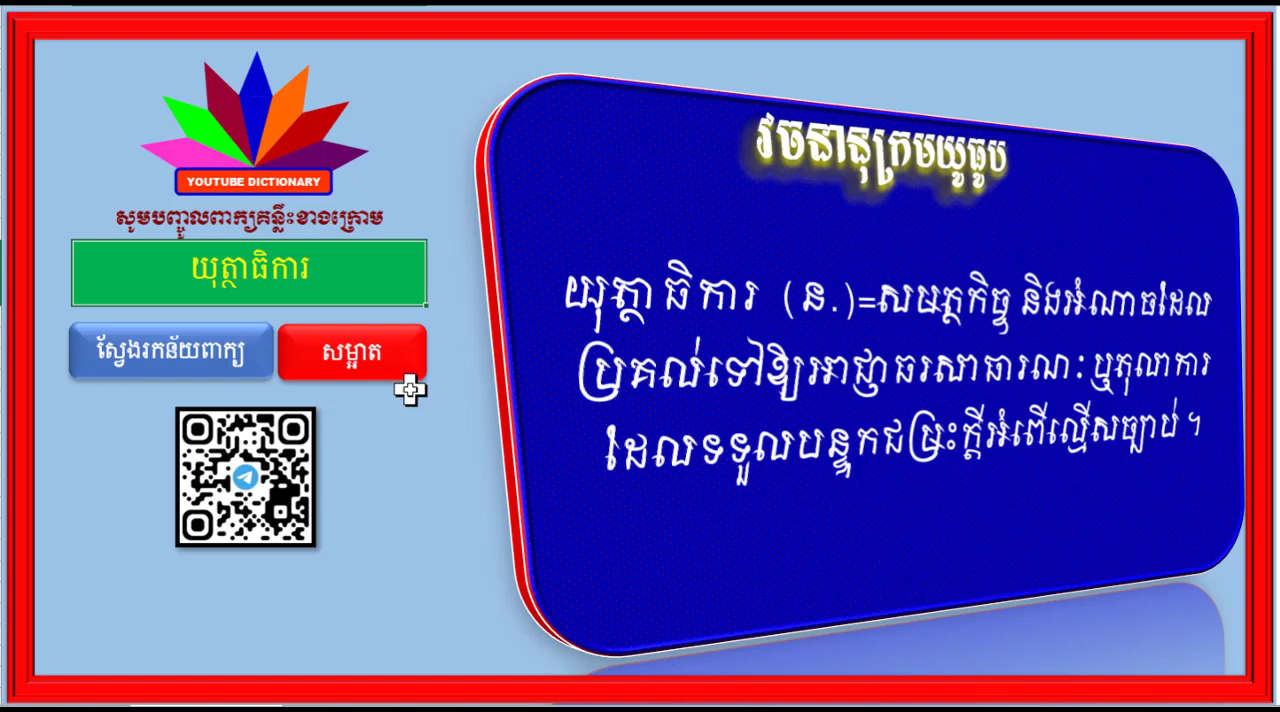 YOUTUBE DICTIONARY
សូមបញ្ចូលពាក្យគន្លឹះខាងក្រោម
យុត្តាធិការ
ស្វែងរកន័យពាក្យ
សម្អាត
វចនានុក្រមយូធូប
យុត្តាធិការ (ន.)=សមត្ថកិច្ច និងអំណាចដែល
ប្រគល់ទៅឱ្យអាជ្ញាធរសាធារណៈ ឬតុលាការ
ដែលទទួលបន្ទុកជម្រះក្តីអំពើល្មើសច្បាប់។